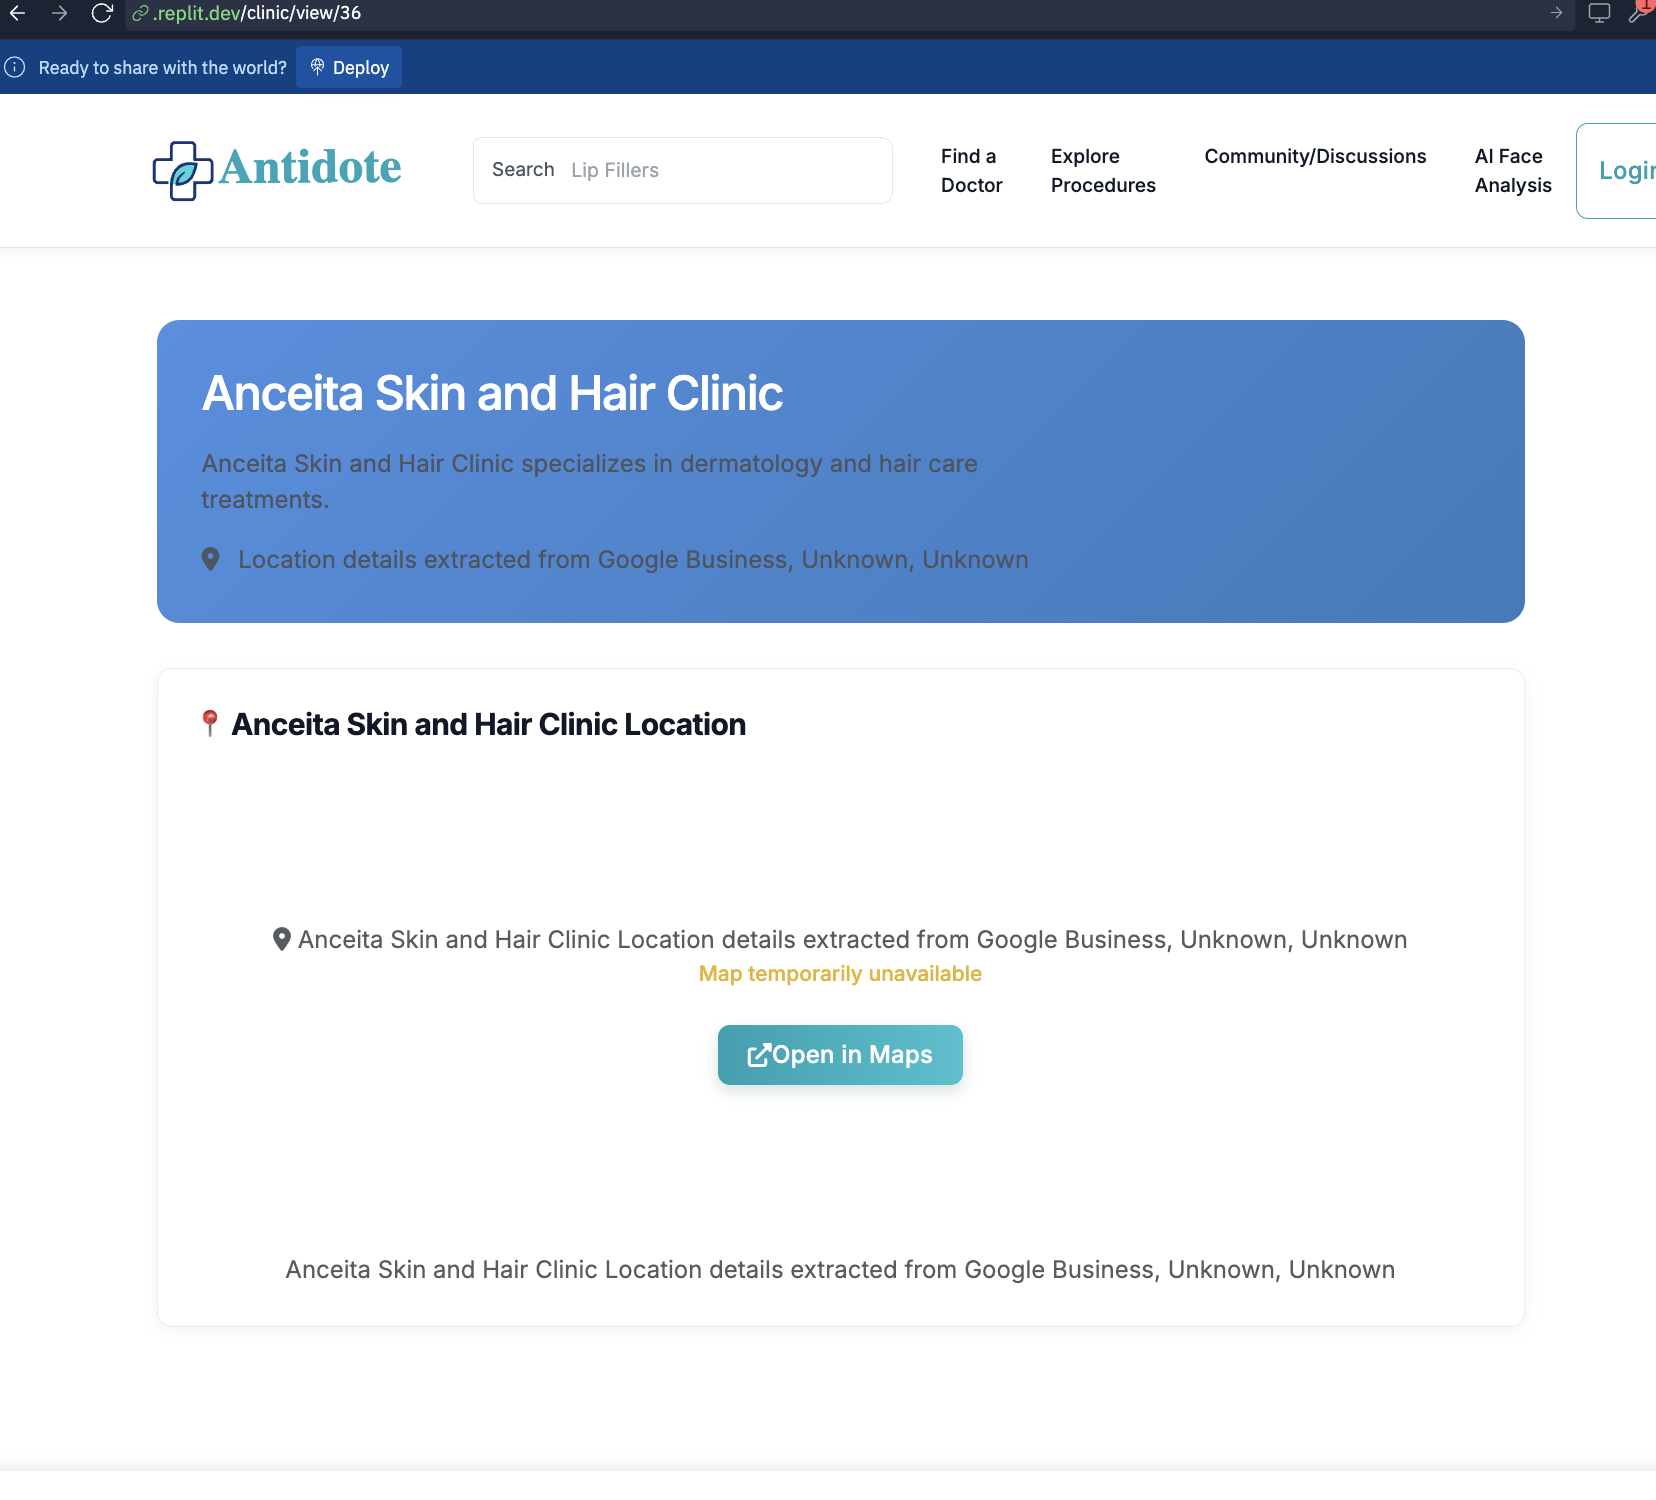 .replit.dev/clinic/view/36
1
Ready to share with the world? Deploy
Antidote
Search Lip Fillers
Find a
Doctor
Explore
Procedures
Community/Discussions
AI Face
Analysis
Anceita Skin and Hair Clinic
Anceita Skin and Hair Clinic specializes in dermatology and hair care
treatments.
Location details extracted from Google Business, Unknown, Unknown
Anceita Skin and Hair Clinic Location
Anceita Skin and Hair Clinic Location details extracted from Google Business, Unknown, Unknown
Map temporarily unavailable
Open in Maps
Anceita Skin and Hair Clinic Location details extracted from Google Business, Unknown, Unknown